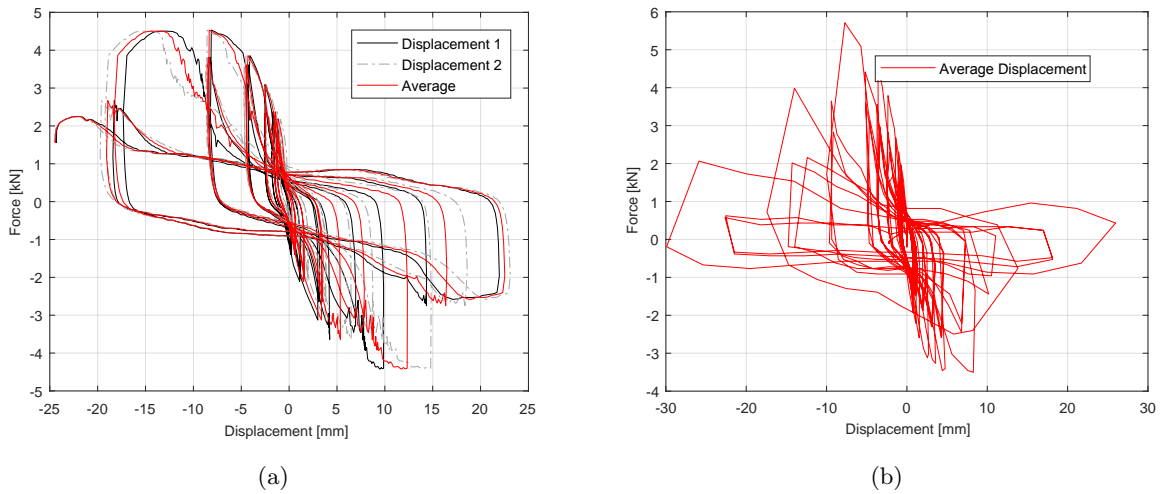 5
4
3
2
1
0
-1
-2
-3
-4
-5
Force [kN]
-25 -20 -15 -10 -5 0 5 10 15 20 25
Displacement [mm]
Displacement 1
Displacement 2
Average
(a)
6
5
4
3
2
1
0
-1
-2
-3
-4
Force [kN]
-30 -20 -10 0 10 20 30
Displacement [mm]
Average Displacement
(b)